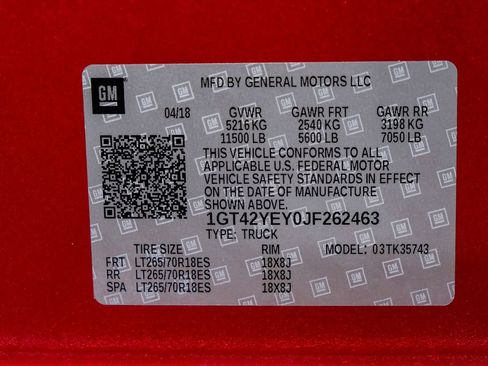 GM
MFD BY GENERAL MOTORS LLC
04/18 GVWR GAWR FRT GAWR RR
5216 KG 2540 KG 3198 KG
11500 LB 5600 LB 7050 LB
THIS VEHICLE CONFORMS TO ALL
APPLICABLE U.S. FEDERAL MOTOR
VEHICLE SAFETY STANDARDS IN EFFECT
ON THE DATE OF MANUFACTURE
SHOWN ABOVE.
1GT42YEY0JF262463
TYPE: TRUCK
TIRE SIZE RIM MODEL: 03TK35743
FRT LT265/70R18ES 18X8J
RR LT265/70R18ES 18X8J
SPA LT265/70R18ES 18X8J